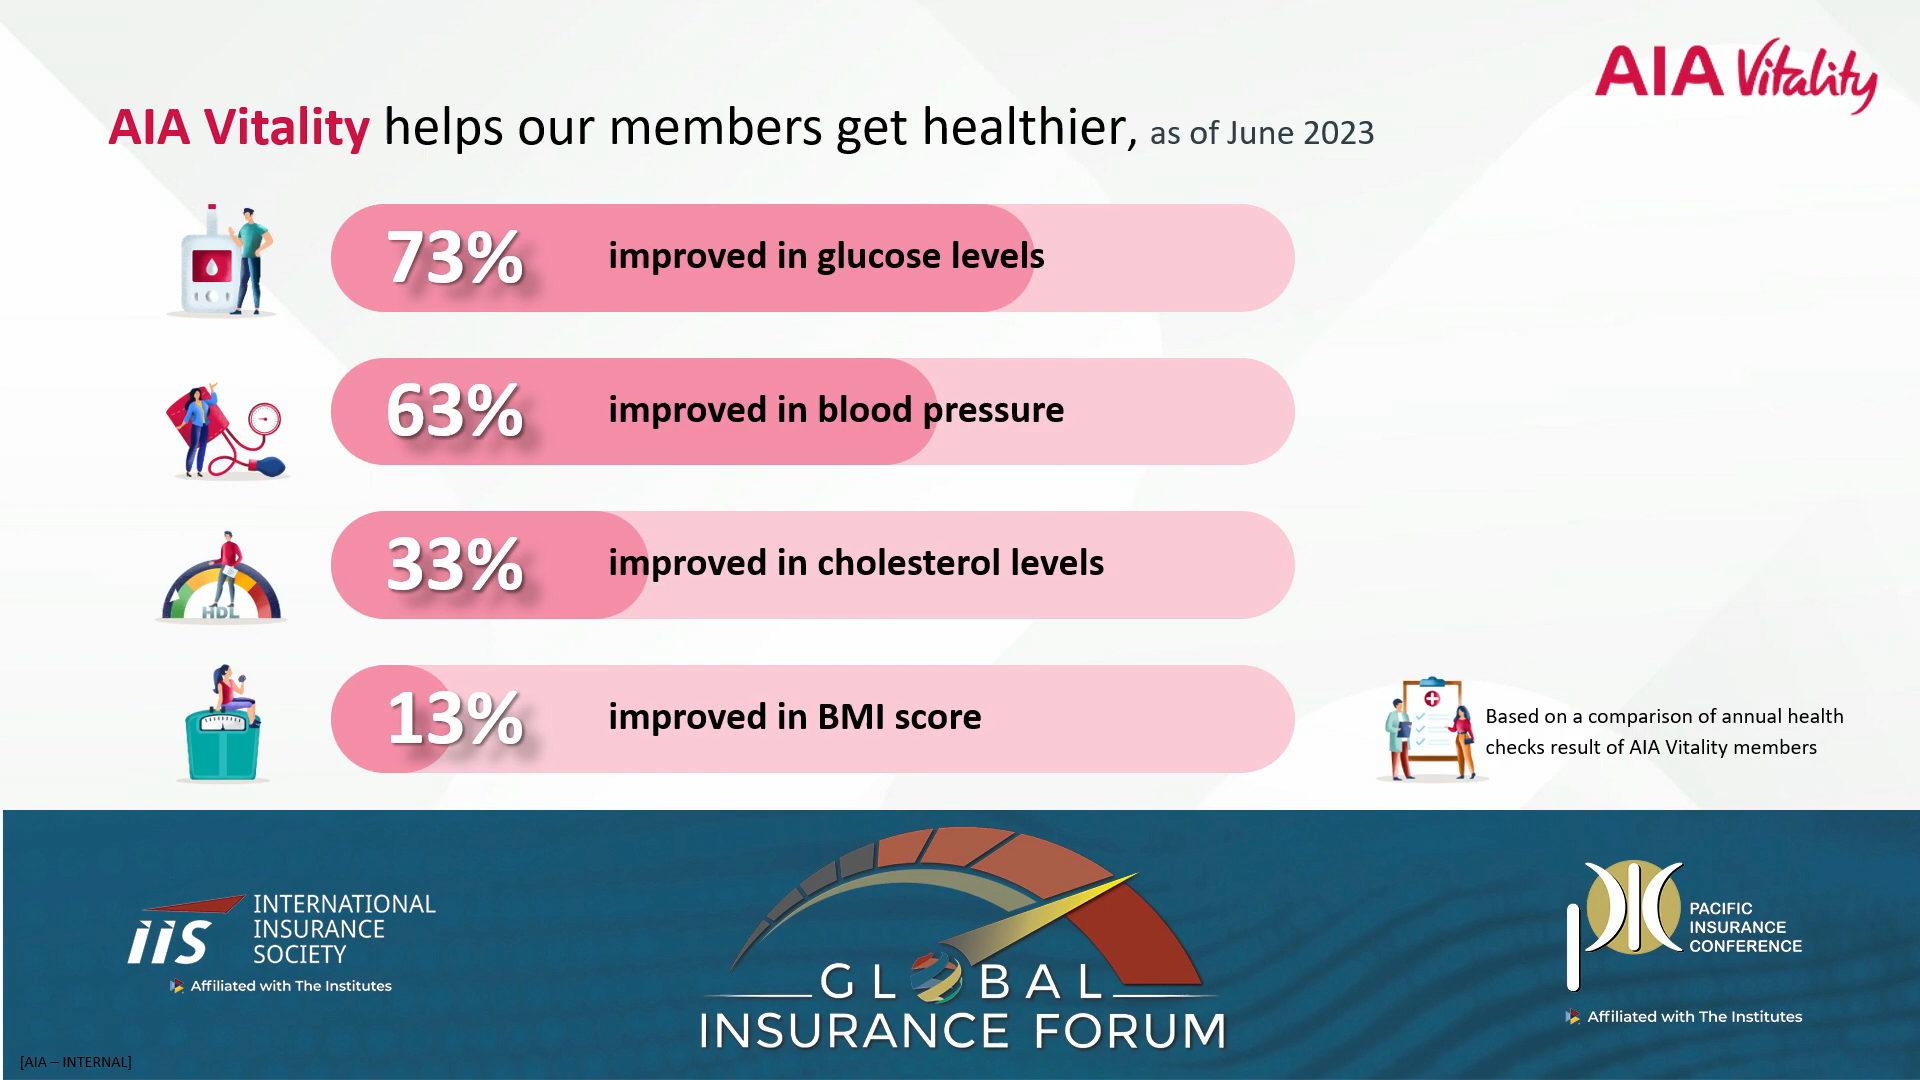 AIA Vitality
AIA Vitality helps our members get healthier, as of June 2023
73% improved in glucose levels
63% improved in blood pressure
33% improved in cholesterol levels
HDL
13% improved in BMI score
Based on a comparison of annual health
checks result of AIA Vitality members
iis
INTERNATIONAL
INSURANCE
SOCIETY
Affiliated with The Institutes
GLOBAL
INSURANCE FORUM
PIC
PACIFIC
INSURANCE
CONFERENCE
Affiliated with The Institutes
[AIA – INTERNAL]